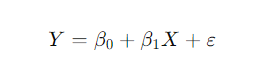 Y = β₀ + β₁X + ε